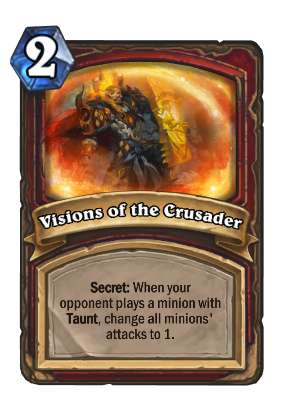 2
Visions of the Crusader
Secret: When your
opponent plays a minion with
Taunt, change all minions'
attacks to 1.